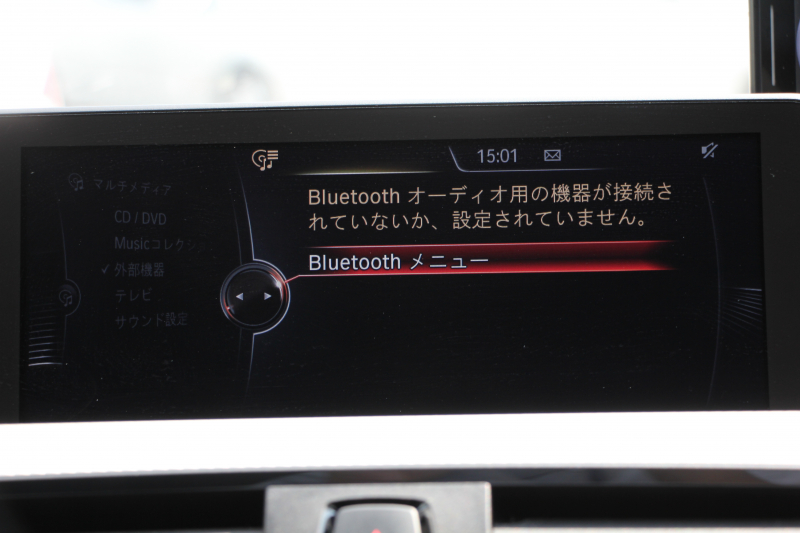 15:01
マルチメディア
CD / DVD
Musicコレクシ
✓ 外部機器
テレビ
サウンド設定
Bluetooth オーディオ用の機器が接続さ
れていないか、設定されていません。
Bluetooth メニュー